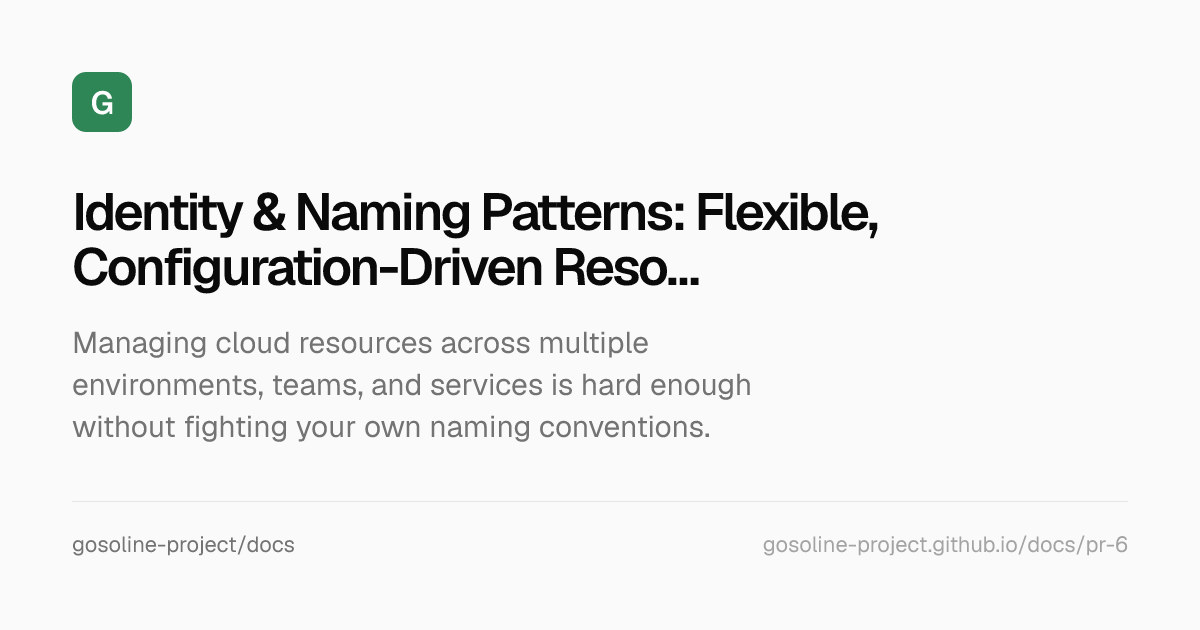 G
Identity & Naming Patterns: Flexible,
Configuration-Driven Reso...
Managing cloud resources across multiple
environments, teams, and services is hard enough
without fighting your own naming conventions.
gosoline-project/docs
gosoline-project.github.io/docs/pr-6